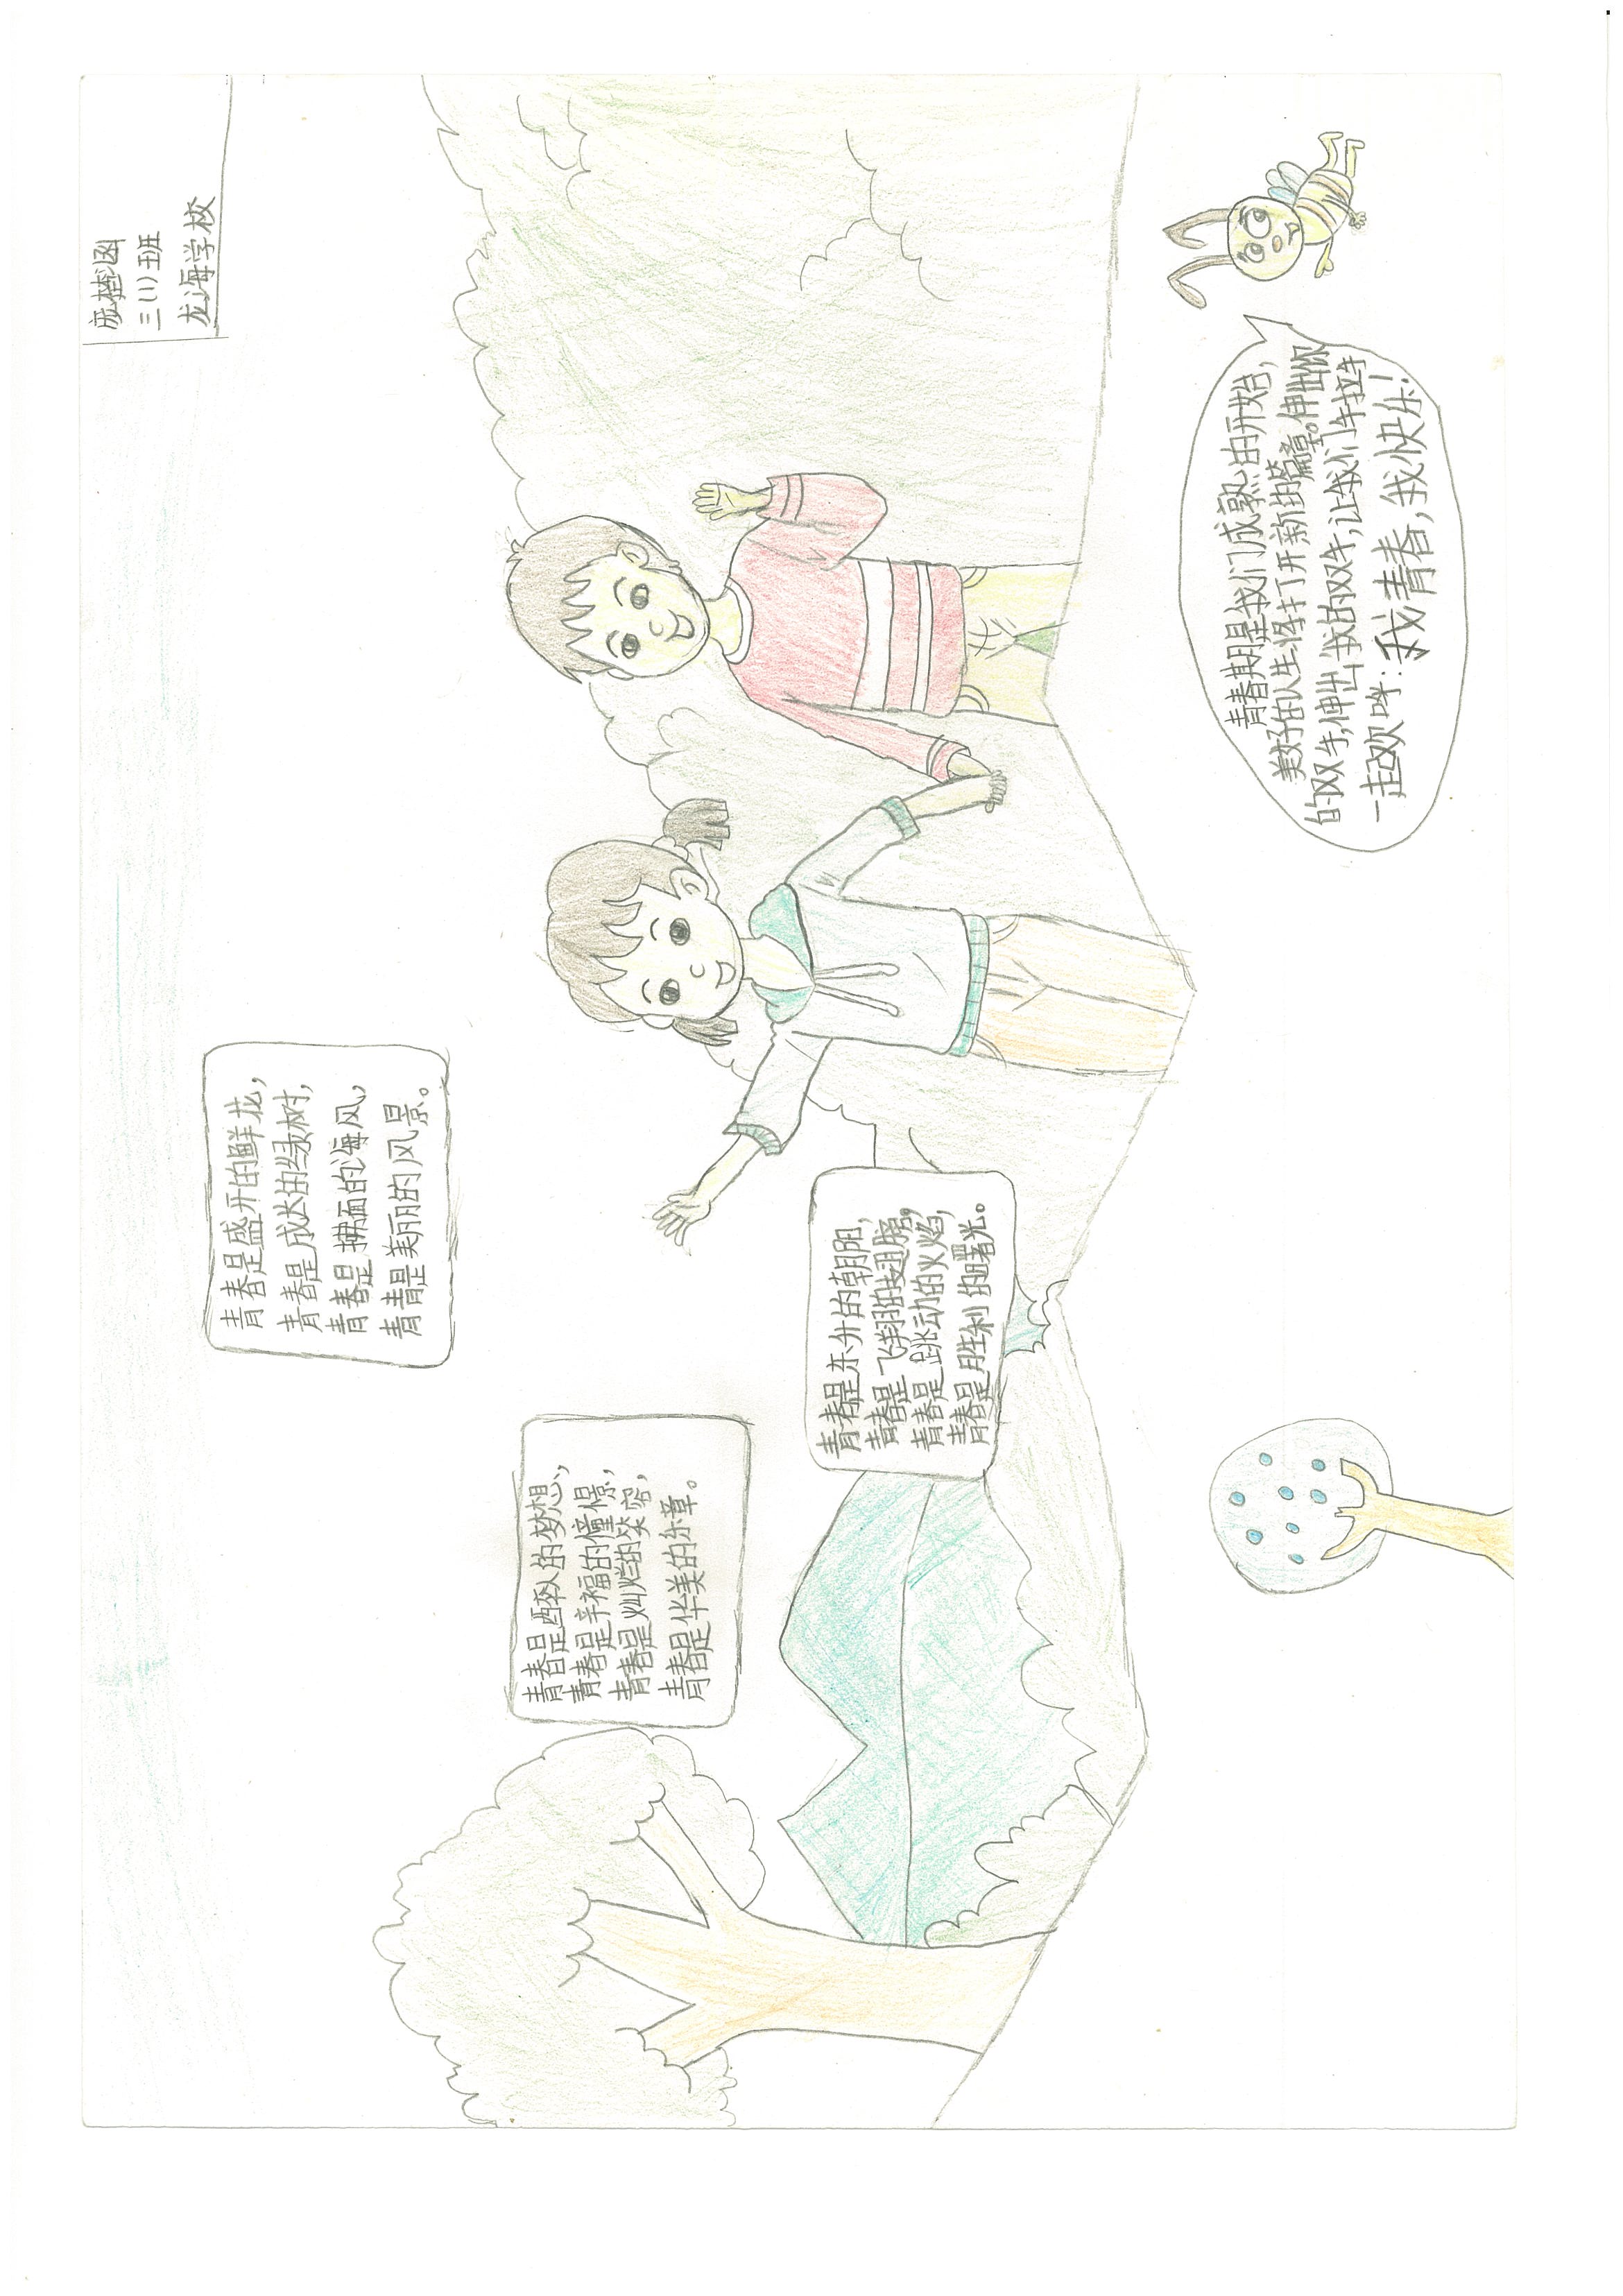 三(1)班
龙海学校
青春是盛开的鲜花,
青春是成长的绿树,
青春是拂面的海风,
青春是美丽的风景。
青春是醉人的梦想,
青春是幸福的憧憬,
青春是灿烂的笑容,
青春是华美的乐章。
青春是东升的朝阳,
青春是飞翔的翅膀,
青春是跳动的火焰,
青春是胜利的曙光。
青春期是我们成熟的开始,
美好的人生将打开新的篇章。伸出你
的双手,伸出我的双手,让我们手拉手
一起欢呼:我青春,我快乐!